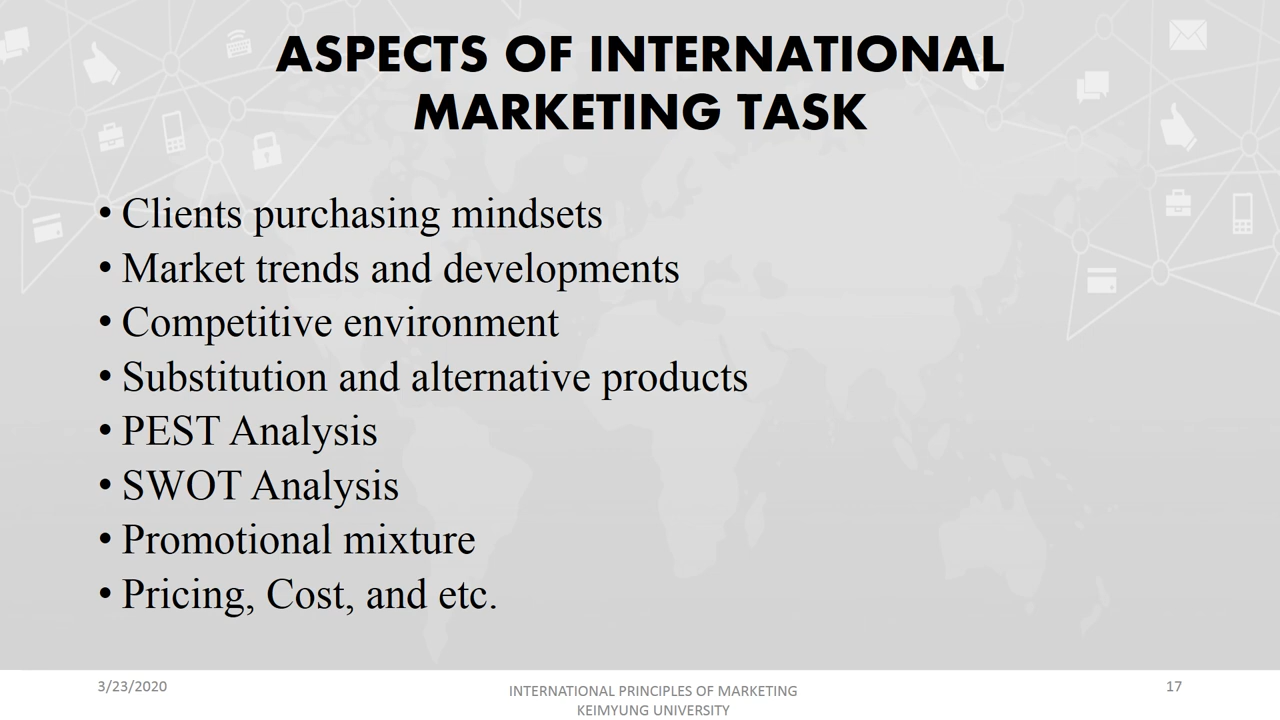 ASPECTS OF INTERNATIONAL
MARKETING TASK
• Clients purchasing mindsets
• Market trends and developments
• Competitive environment
• Substitution and alternative products
• PEST Analysis
• SWOT Analysis
• Promotional mixture
• Pricing, Cost, and etc.
3/23/2020
INTERNATIONAL PRINCIPLES OF MARKETING
KEIMYUNG UNIVERSITY
17